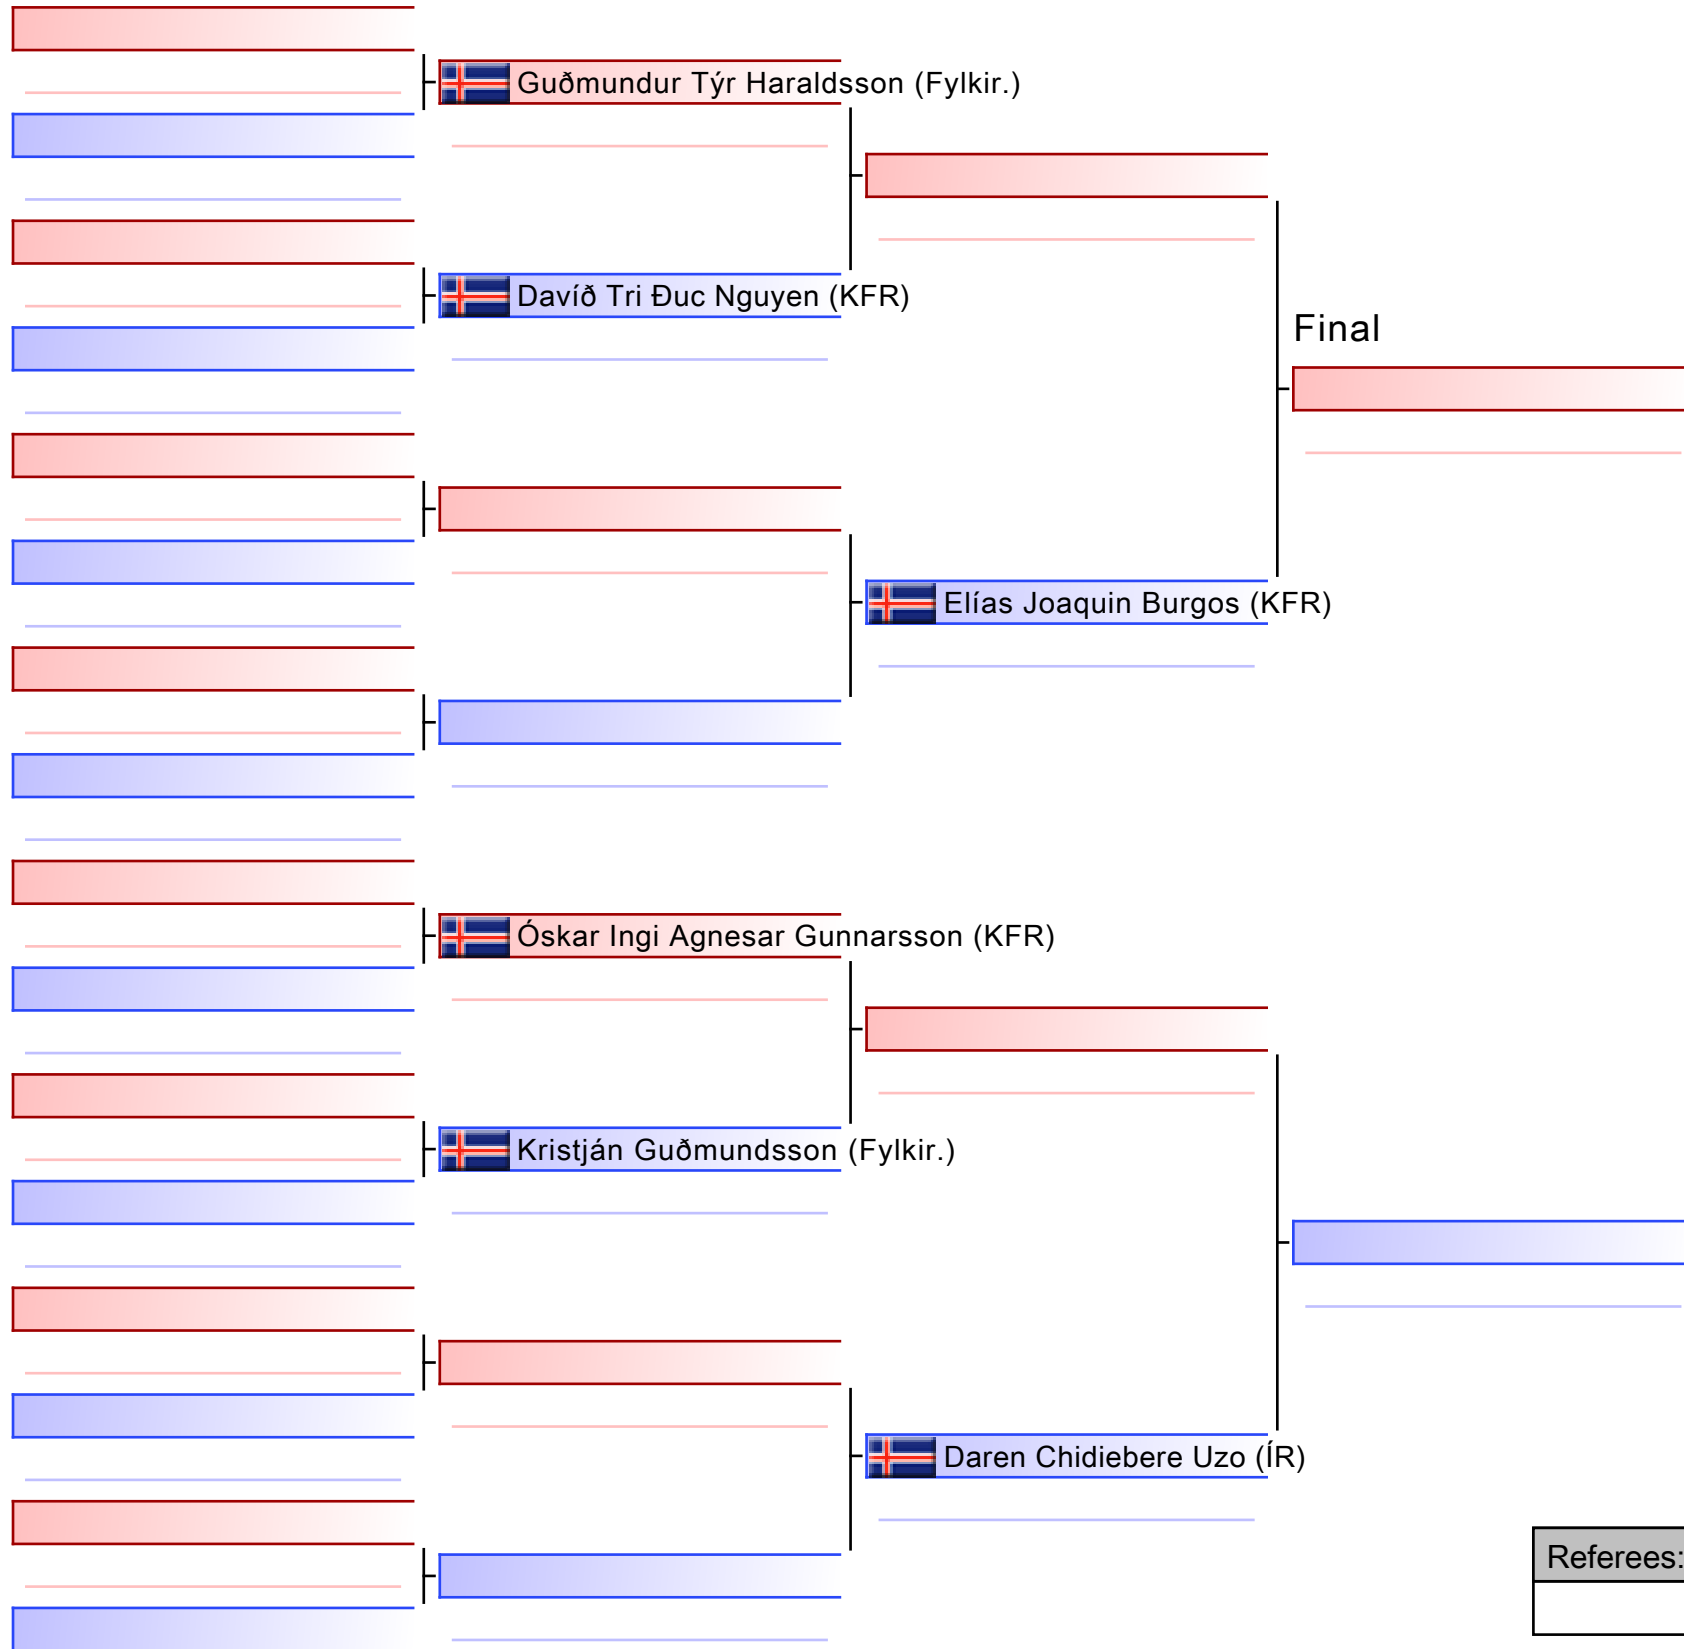 Guðmundur Týr Haraldsson (Fylkir.)
Davíð Tri Đuc Nguyen (KFR)
Final
Elías Joaquin Burgos (KFR)
Óskar Ingi Agnesar Gunnarsson (KFR)
Kristján Guðmundsson (Fylkir.)
Daren Chidiebere Uzo (ÍR)
Referees: